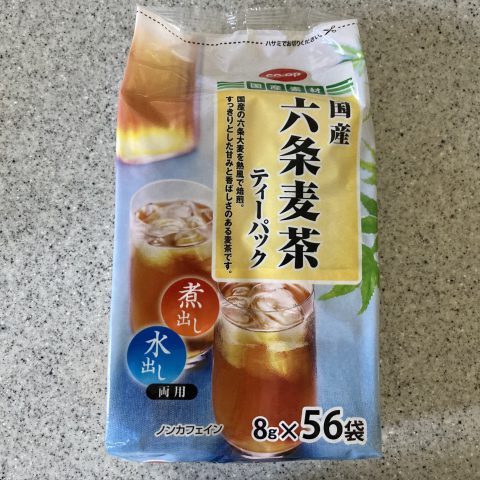 ハサミでお切りください。
co·op
国産素材
国産
六条麦茶
ティーパック
国産の六条大麦を熱風で焙煎。
すっきりとした甘みと香ばしさのある麦茶です。
煮出し
水出し
両用
ノンカフェイン
8g×56袋